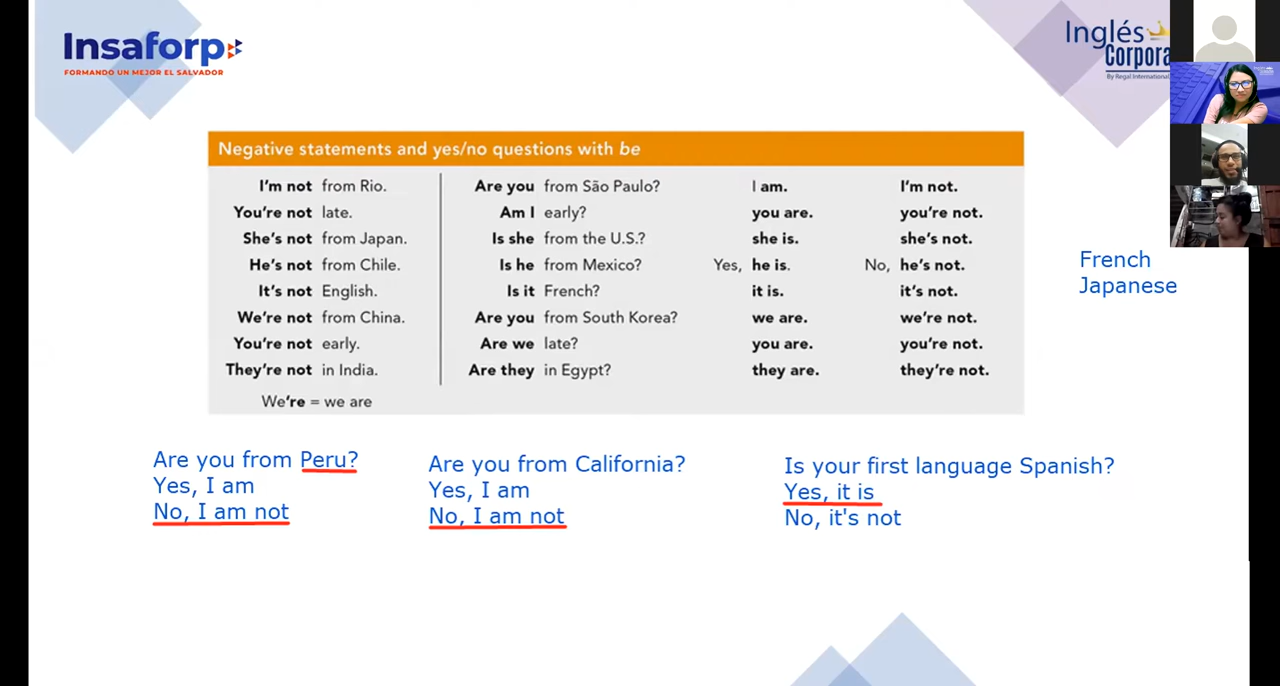 Insaforp
FORMANDO UN MEJOR EL SALVADOR
Inglés
Corpora
By Regal International
Negative statements and yes/no questions with be
I'm not from Rio. Are you from São Paulo? I am. I'm not.
You're not late. Am I early? you are. you're not.
She's not from Japan. Is she from the U.S.? she is. she's not.
He's not from Chile. Is he from Mexico? Yes, he is. No, he's not.
It's not English. Is it French? it is. it's not.
We're not from China. Are you from South Korea? we are. we're not.
You're not early. Are we late? you are. you're not.
They're not in India. Are they in Egypt? they are. they're not.
We're = we are
French
Japanese
Are you from Peru?
Yes, I am
No, I am not
Are you from California?
Yes, I am
No, I am not
Is your first language Spanish?
Yes, it is
No, it's not